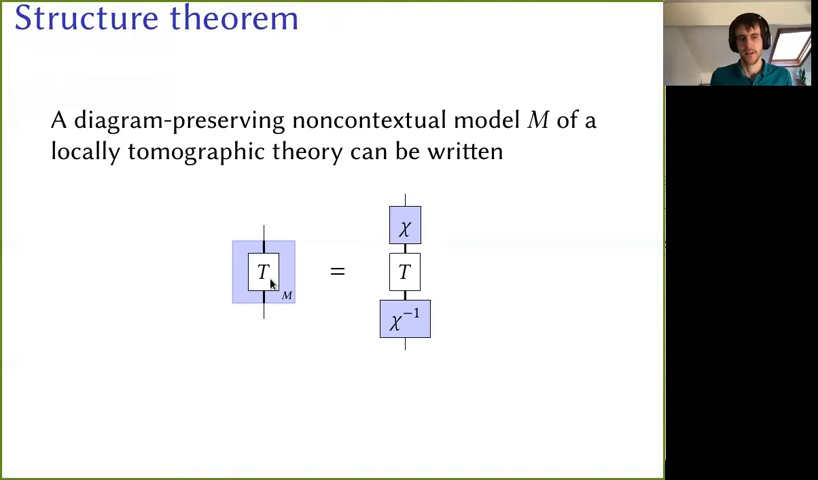 Structure theorem
A diagram-preserving noncontextual model M of a
locally tomographic theory can be written
χ
T = T
M
χ⁻¹